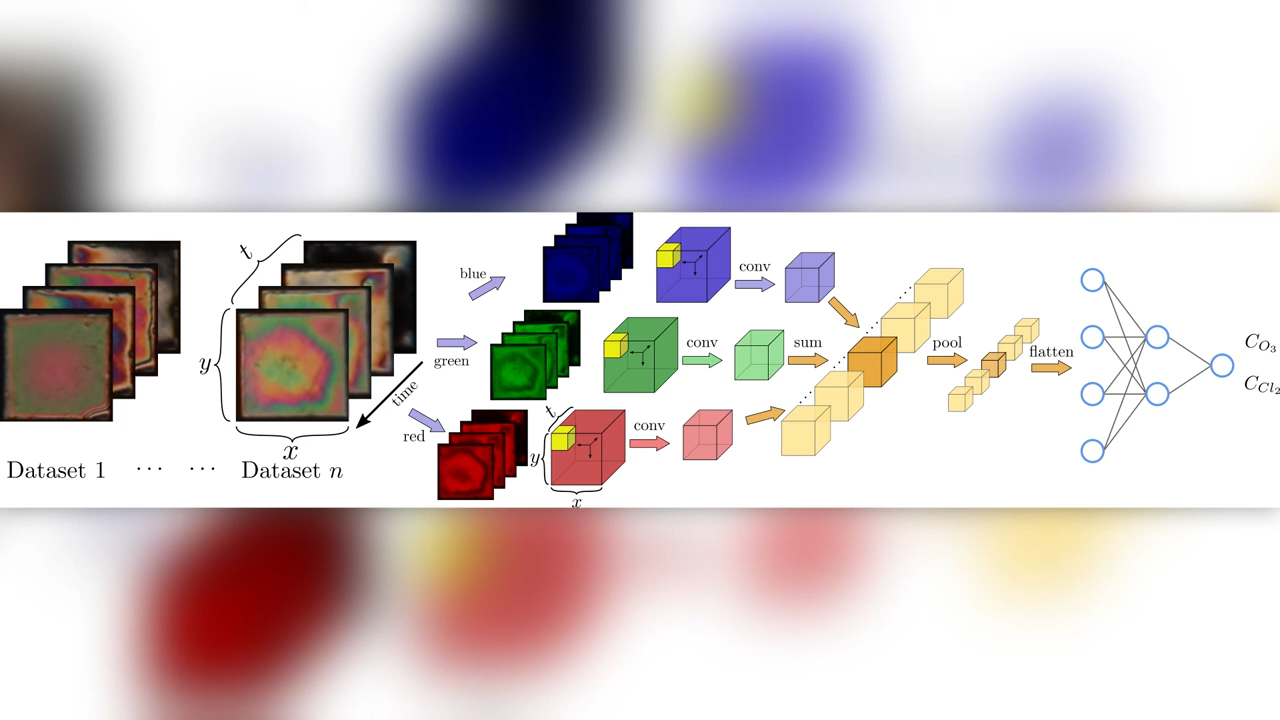 t
y
x
time
Dataset 1 ··· ··· Dataset n
blue
green
red
conv
conv
conv
t
y
x
sum
pool
flatten
C_{O_3}
C_{Cl_2}